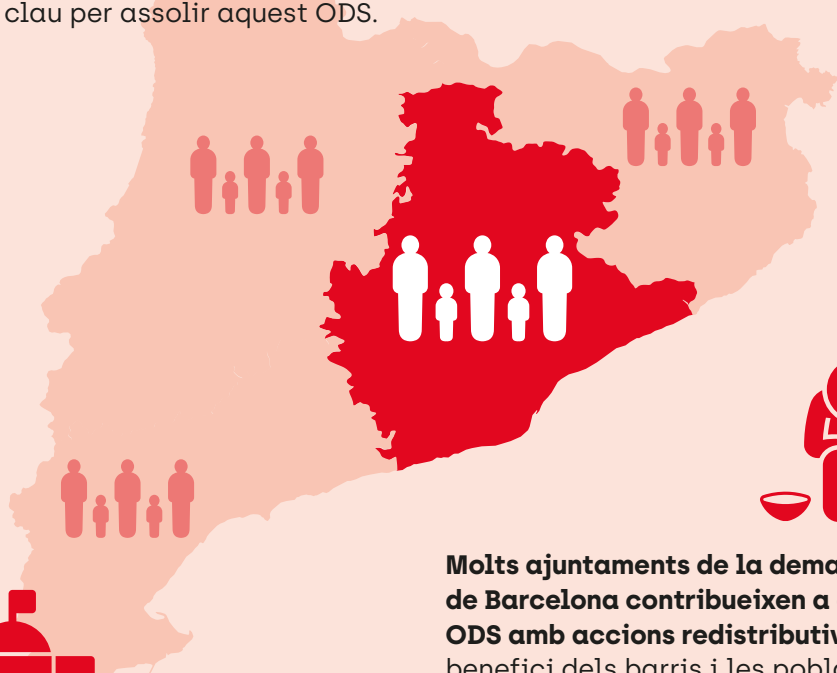 clau per assolir aquest ODS.
Molts ajuntaments de la dema
de Barcelona contribueixen a
ODS amb accions redistributiv
benefici dels barris i les pobla